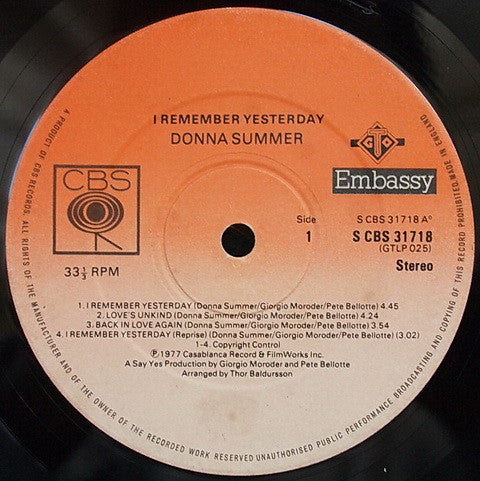 I REMEMBER YESTERDAY
DONNA SUMMER
CBS
GTO
Embassy
33⅓ RPM
Side
1
S CBS 31718 A°
S CBS 31718
(GTLP 025)
Stereo
1. I REMEMBER YESTERDAY (Donna Summer/Giorgio Moroder/Pete Bellotte) 4.45
2. LOVE'S UNKIND (Donna Summer/Giorgio Moroder/Pete Bellotte) 4.24
3. BACK IN LOVE AGAIN (Donna Summer/Giorgio Moroder/Pete Bellotte) 3.54
4. I REMEMBER YESTERDAY (Reprise) (Donna Summer/Giorgio Moroder/Pete Bellotte) (3.02)
1-4. Copyright Control
℗ 1977 Casablanca Record & FilmWorks Inc.
A Say Yes Production by Giorgio Moroder and Pete Bellotte
Arranged by Thor Baldursson
A PRODUCT OF CBS RECORDS. ALL RIGHTS OF THE MANUFACTURER AND OF THE OWNER OF THE RECORDED WORK RESERVED UNAUTHORISED PUBLIC PERFORMANCE BROADCASTING AND COPYING OF THIS RECORD PROHIBITED MADE IN ENGLAND